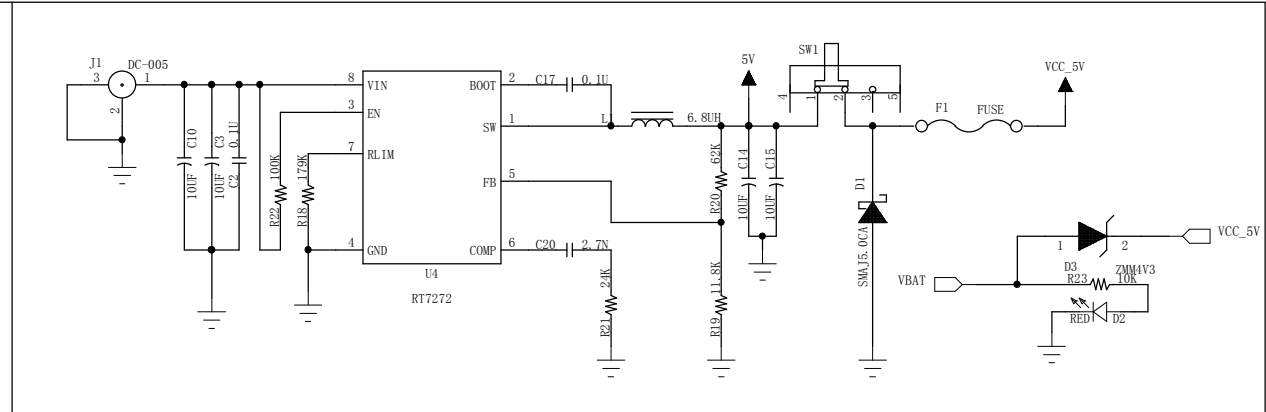 J1 DC-005
3 1
2
C10
10UF
C3
10UF
0.1U
C2
100K
R22
179K
R18
8 VIN
3 EN
7 RLIM
4 GND
BOOT 2
SW 1
FB 5
COMP 6
U4
RT7272
C17 0.1U
L1 6.8UH
C20 2.7N
24K
R21
62K
R20
11.8K
R19
5V
C14
10UF
C15
10UF
SW1
4 1 2 3 5
D1
SMAJ5.0CA
F1 FUSE
VCC_5V
1 2 VCC_5V
VBAT
D3 ZMM4V3
R23 10K
RED D2